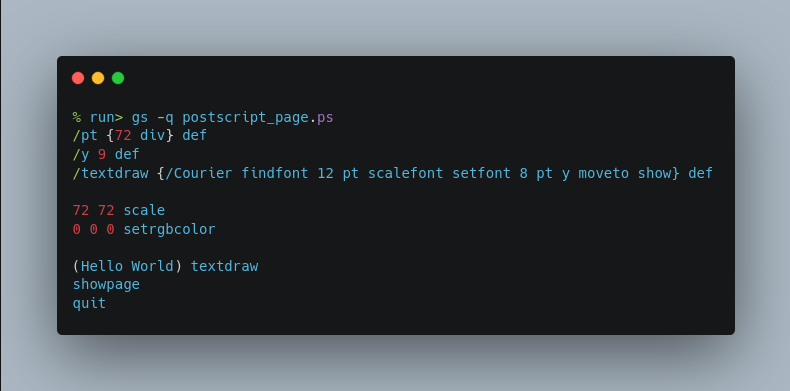 % run> gs -q postscript_page.ps
/pt {72 div} def
/y 9 def
/textdraw {/Courier findfont 12 pt scalefont setfont 8 pt y moveto show} def
72 72 scale
0 0 0 setrgbcolor
(Hello World) textdraw
showpage
quit